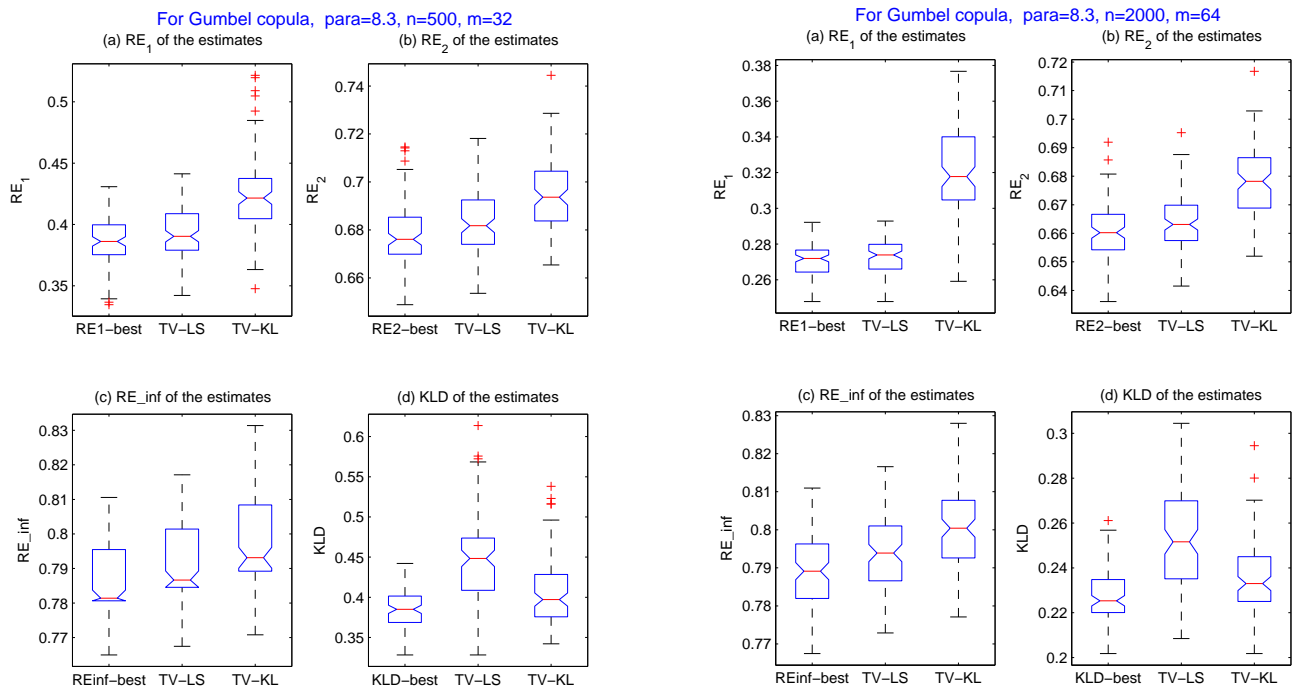 For Gumbel copula, para=8.3, n=500, m=32
(a) RE1 of the estimates
(b) RE2 of the estimates
RE1
0.5
0.45
0.4
0.35
RE1−best TV−LS TV−KL
RE2
0.74
0.72
0.7
0.68
0.66
RE2−best TV−LS TV−KL
(c) RE_inf of the estimates
(d) KLD of the estimates
RE_inf
0.83
0.82
0.81
0.8
0.79
0.78
0.77
REinf−best TV−LS TV−KL
KLD
0.6
0.55
0.5
0.45
0.4
0.35
KLD−best TV−LS TV−KL
For Gumbel copula, para=8.3, n=2000, m=64
(a) RE1 of the estimates
(b) RE2 of the estimates
RE1
0.38
0.36
0.34
0.32
0.3
0.28
0.26
RE1−best TV−LS TV−KL
RE2
0.72
0.71
0.7
0.69
0.68
0.67
0.66
0.65
0.64
RE2−best TV−LS TV−KL
(c) RE_inf of the estimates
(d) KLD of the estimates
RE_inf
0.83
0.82
0.81
0.8
0.79
0.78
0.77
REinf−best TV−LS TV−KL
KLD
0.3
0.28
0.26
0.24
0.22
0.2
KLD−best TV−LS TV−KL